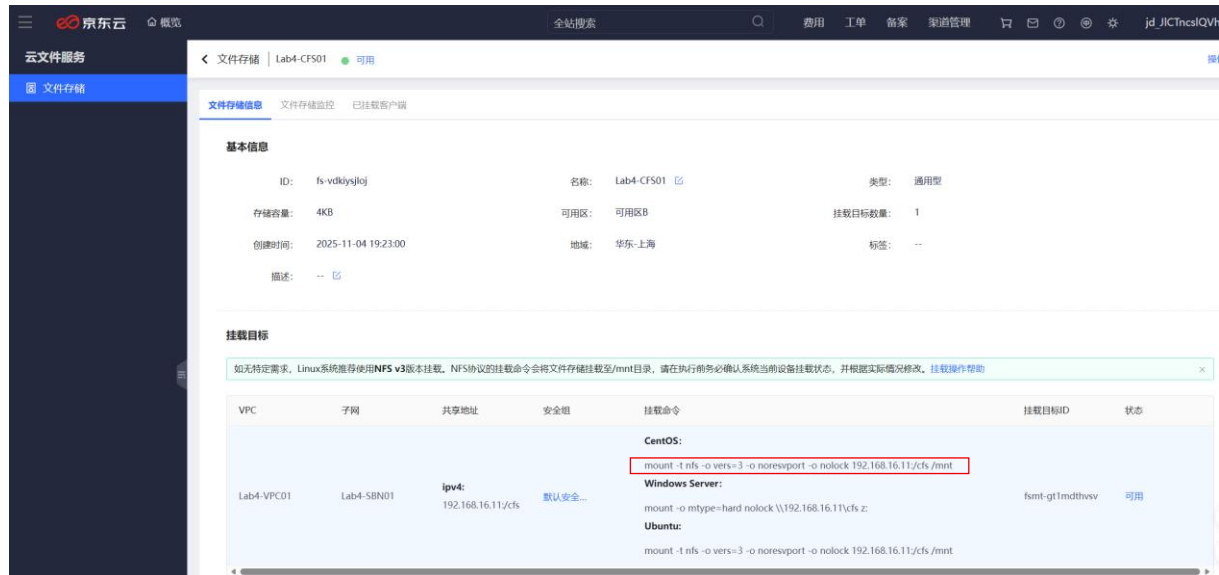 京东云 概览 全站搜索 费用 工单 备案 渠道管理 jd_JICTncsIQVh
云文件服务
文件存储
文件存储 Lab4-CFS01 可用
文件存储信息 文件存储监控 已挂载客户端
基本信息
ID: fs-vdkiysjloj 名称: Lab4-CFS01 类型: 通用型
存储容量: 4KB 可用区: 可用区B 挂载目标数量: 1
创建时间: 2025-11-04 19:23:00 地域: 华东-上海 标签: --
描述: --
挂载目标
如无特定需求，Linux系统推荐使用NFS v3版本挂载。NFS协议的挂载命令会将文件存储挂载至/mnt目录，请在执行前务必确认系统当前设备挂载状态，并根据实际情况修改。挂载操作帮助
VPC 子网 共享地址 安全组 挂载命令 挂载目标ID 状态
CentOS:
mount -t nfs -o vers=3 -o noresvport -o nolock 192.168.16.11:/cfs /mnt
Windows Server:
Lab4-VPC01 Lab4-SBN01 ipv4: 192.168.16.11:/cfs 默认安全... fsmt-gt1mdthvsv 可用
mount -o mtype=hard nolock \\192.168.16.11\cfs z:
Ubuntu:
mount -t nfs -o vers=3 -o noresvport -o nolock 192.168.16.11:/cfs /mnt